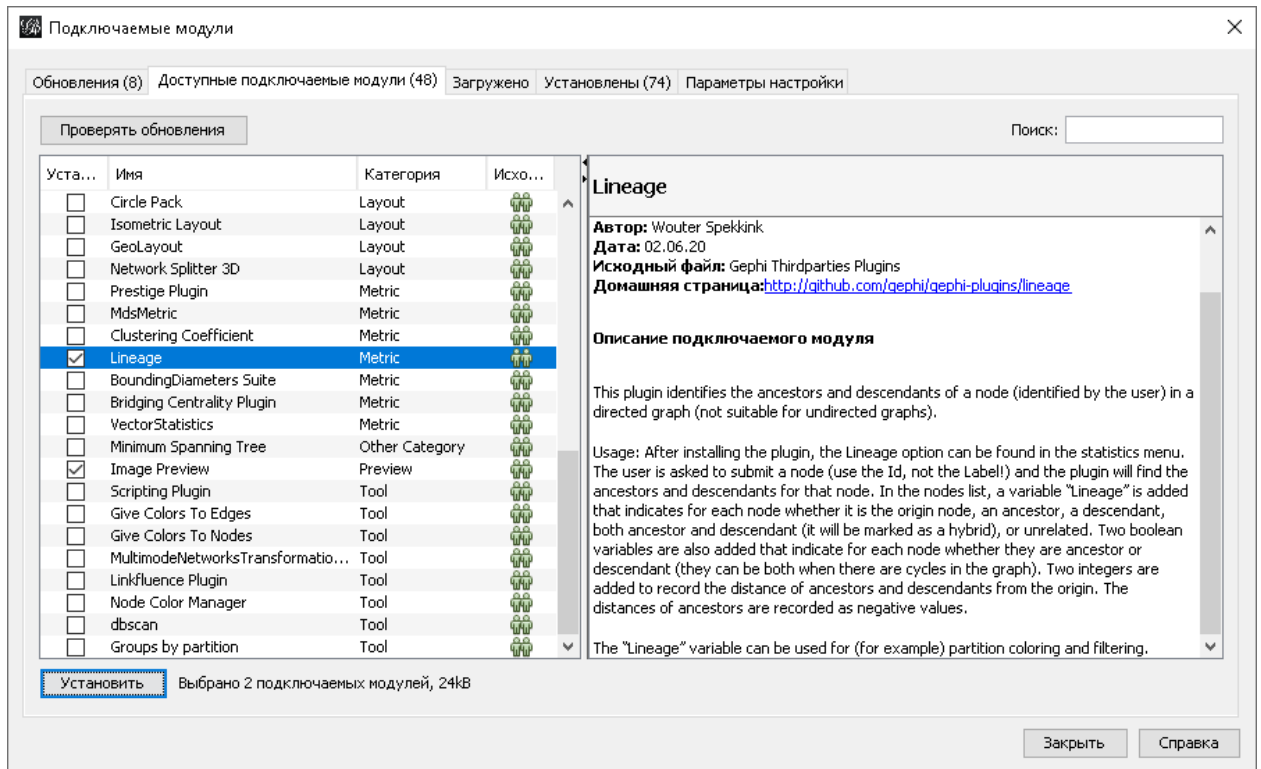 Подключаемые модули
Обновления (8) Доступные подключаемые модули (48) Загружено Установлены (74) Параметры настройки
Проверять обновления
Поиск:
Уста... Имя Категория Исхо...
Circle Pack Layout
Isometric Layout Layout
GeoLayout Layout
Network Splitter 3D Layout
Prestige Plugin Metric
MdsMetric Metric
Clustering Coefficient Metric
Lineage Metric
BoundingDiameters Suite Metric
Bridging Centrality Plugin Metric
VectorStatistics Metric
Minimum Spanning Tree Other Category
Image Preview Preview
Scripting Plugin Tool
Give Colors To Edges Tool
Give Colors To Nodes Tool
MultimodeNetworksTransformatio... Tool
Linkfluence Plugin Tool
Node Color Manager Tool
dbscan Tool
Groups by partition Tool
Lineage
Автор: Wouter Spekkink
Дата: 02.06.20
Исходный файл: Gephi Thirdparties Plugins
Домашняя страница:http://github.com/gephi/gephi-plugins/lineage
Описание подключаемого модуля
This plugin identifies the ancestors and descendants of a node (identified by the user) in a
directed graph (not suitable for undirected graphs).
Usage: After installing the plugin, the Lineage option can be found in the statistics menu.
The user is asked to submit a node (use the Id, not the Label!) and the plugin will find the
ancestors and descendants for that node. In the nodes list, a variable "Lineage" is added
that indicates for each node whether it is the origin node, an ancestor, a descendant,
both ancestor and descendant (it will be marked as a hybrid), or unrelated. Two boolean
variables are also added that indicate for each node whether they are ancestor or
descendant (they can be both when there are cycles in the graph). Two integers are
added to record the distance of ancestors and descendants from the origin. The
distances of ancestors are recorded as negative values.
The "Lineage" variable can be used for (for example) partition coloring and filtering.
Установить Выбрано 2 подключаемых модулей, 24kB
Закрыть Справка